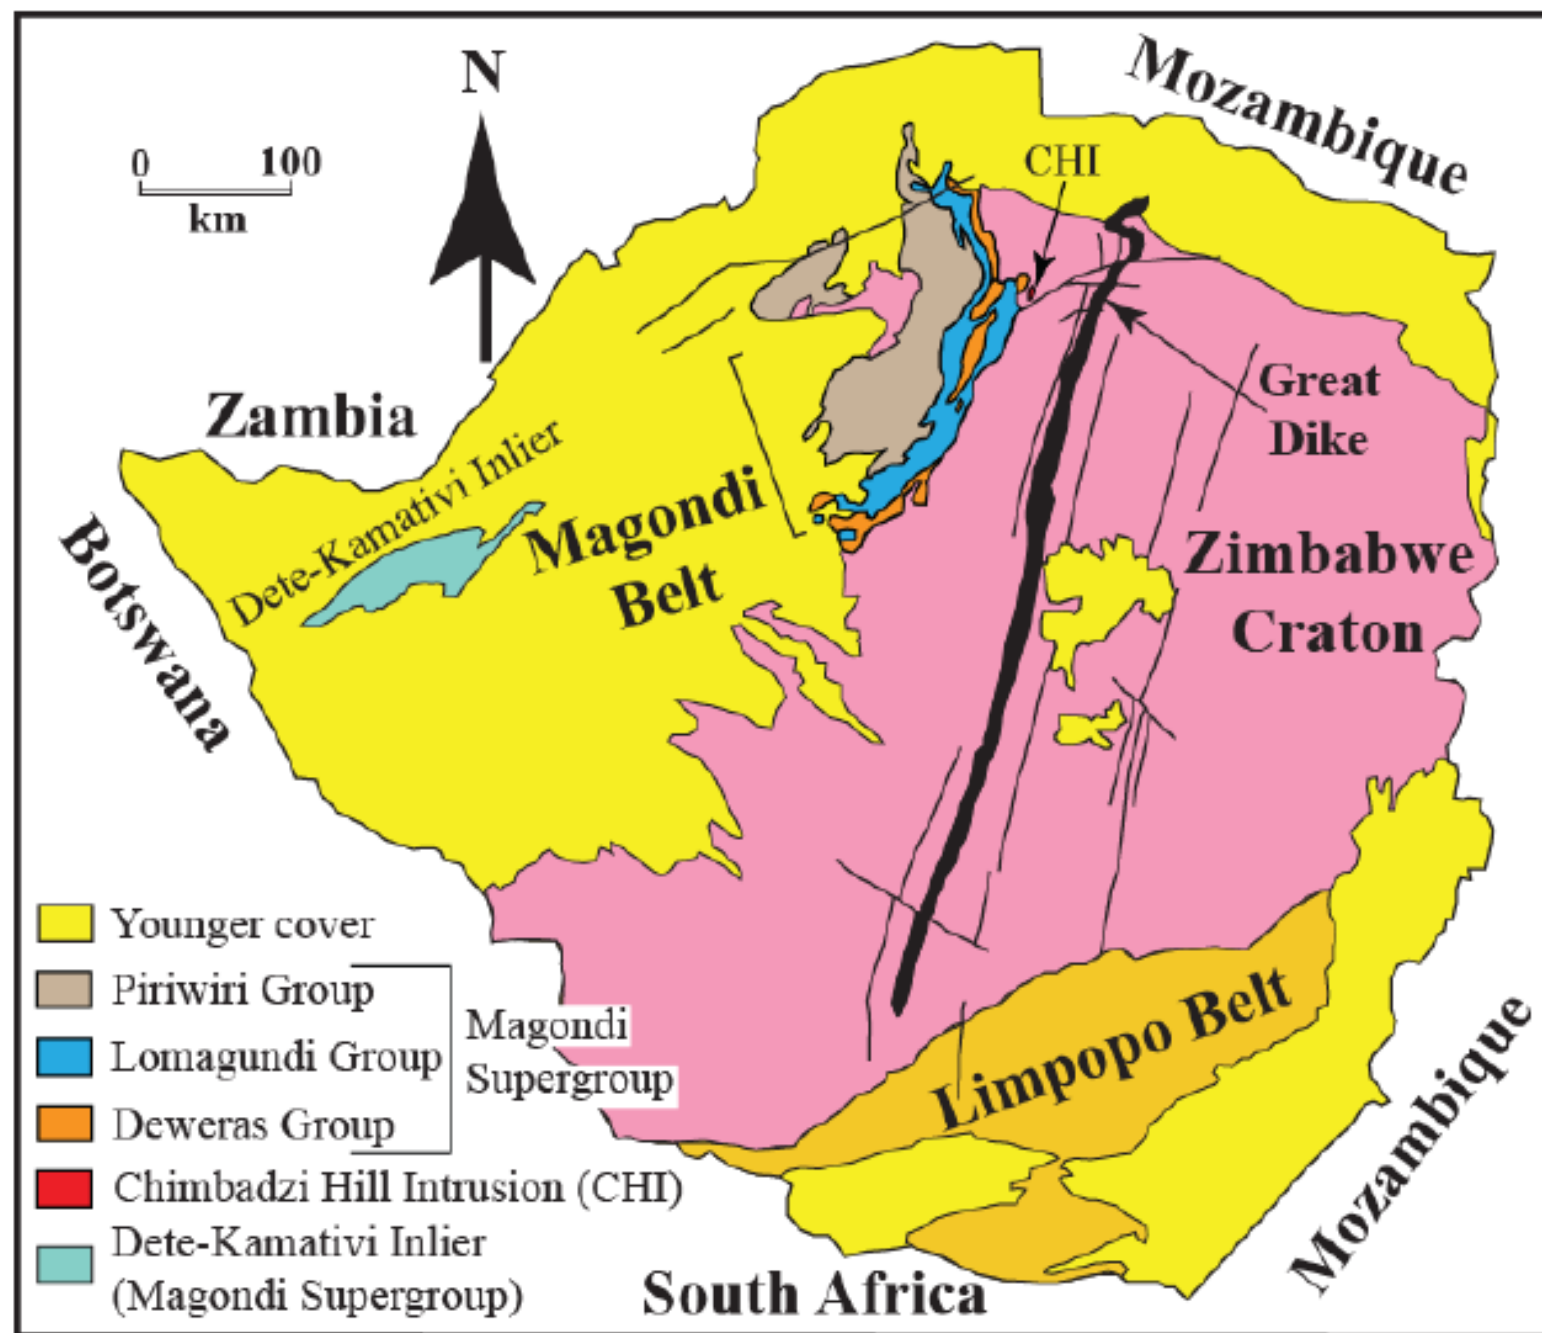 N
Mozambique
0 100
km
CHI
Great
Dike
Zambia
Dete-Kamativi Inlier
Magondi
Belt
Botswana
Zimbabwe
Craton
Younger cover
Piriwiri Group
Lomagundi Group
Deweras Group
Magondi
Supergroup
Chimbadzi Hill Intrusion (CHI)
Dete-Kamativi Inlier
(Magondi Supergroup)
Limpopo Belt
South Africa
Mozambique